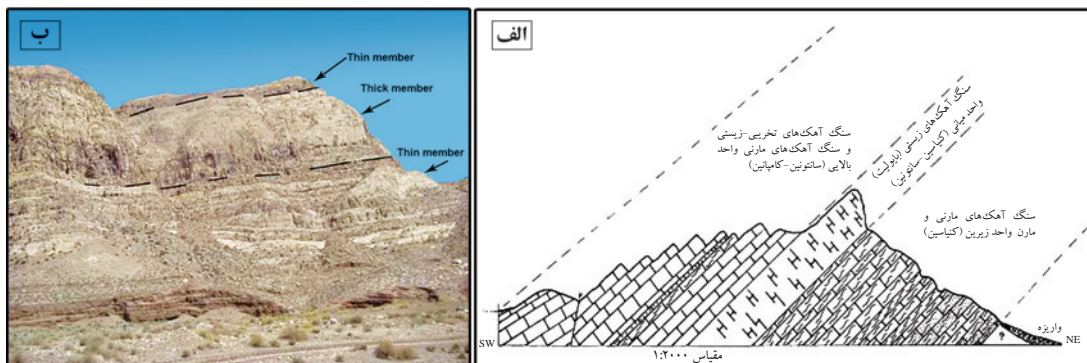 الف
سنگ آهک‌های تخریبی-زیستی
و سنگ آهک‌های مارنی واحد
بالایی (سانتونین-کامپانین)
سنگ آهک‌های زیستی (بایولیت)
واحد میانی (کنیاسین-سانتونین)
سنگ آهک‌های مارنی و
مارن واحد زیرین (کنیاسین)
واریزه
?
SW
NE
مقیاس ۱:۲۰۰۰
ب
Thin member
Thick member
Thin member